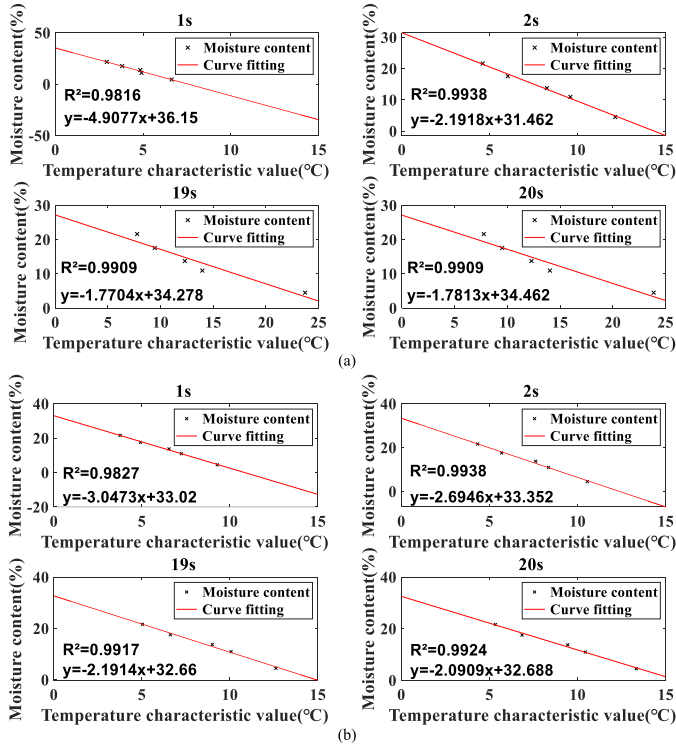 1s
Moisture content(%)
50
0
-50
Moisture content
Curve fitting
R²=0.9816
y=-4.9077x+36.15
0 5 10 15
Temperature characteristic value(℃)
2s
Moisture content(%)
30
20
10
0
Moisture content
Curve fitting
R²=0.9938
y=-2.1918x+31.462
0 5 10 15
Temperature characteristic value(℃)
19s
Moisture content(%)
30
20
10
0
Moisture content
Curve fitting
R²=0.9909
y=-1.7704x+34.278
0 5 10 15 20 25
Temperature characteristic value(℃)
20s
Moisture content(%)
30
20
10
0
Moisture content
Curve fitting
R²=0.9909
y=-1.7813x+34.462
0 5 10 15 20 25
Temperature characteristic value(℃)
(a)
1s
Moisture content(%)
40
20
0
-20
Moisture content
Curve fitting
R²=0.9827
y=-3.0473x+33.02
0 5 10 15
Temperature characteristic value(℃)
2s
Moisture content(%)
40
20
0
Moisture content
Curve fitting
R²=0.9938
y=-2.6946x+33.352
0 5 10 15
Temperature characteristic value(℃)
19s
Moisture content(%)
40
20
0
Moisture content
Curve fitting
R²=0.9917
y=-2.1914x+32.66
0 5 10 15
Temperature characteristic value(℃)
20s
Moisture content(%)
40
20
0
Moisture content
Curve fitting
R²=0.9924
y=-2.0909x+32.688
0 5 10 15
Temperature characteristic value(℃)
(b)